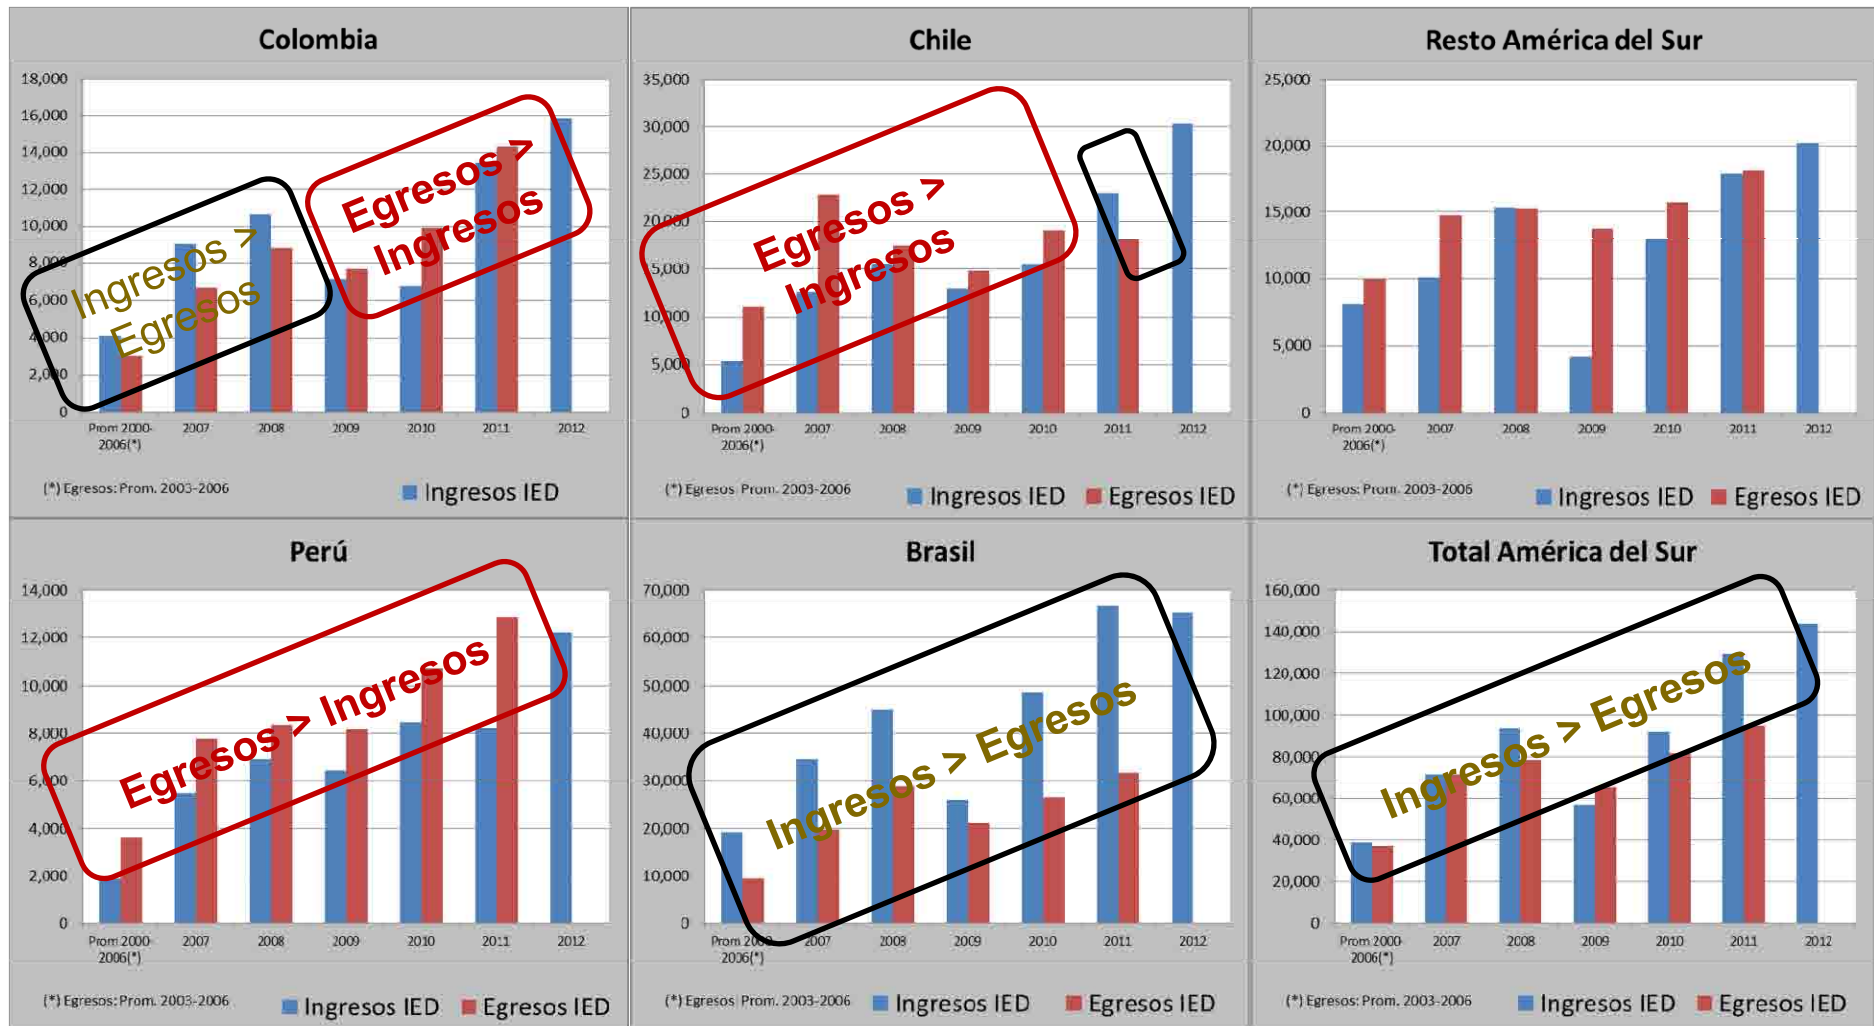 Colombia
18,000
16,000
14,000
12,000
10,000
8,000
6,000
4,000
2,000
0
Ingresos >
Egresos
Egresos >
Ingresos
Prom 2000-
2006(*)
2007
2008
2009
2010
2011
2012
(*) Egresos: Prom. 2003-2006
Ingresos IED
Chile
35,000
30,000
25,000
20,000
15,000
10,000
5,000
0
Egresos >
Ingresos
Prom 2000-
2006(*)
2007
2008
2009
2010
2011
2012
(*) Egresos: Prom. 2003-2006
Ingresos IED
Egresos IED
Resto América del Sur
25,000
20,000
15,000
10,000
5,000
0
Prom 2000-
2006(*)
2007
2008
2009
2010
2011
2012
(*) Egresos: Prom. 2003-2006
Ingresos IED
Egresos IED
Perú
14,000
12,000
10,000
8,000
6,000
4,000
2,000
0
Egresos > Ingresos
Prom 2000-
2006(*)
2007
2008
2009
2010
2011
2012
(*) Egresos: Prom. 2003-2006
Ingresos IED
Egresos IED
Brasil
70,000
60,000
50,000
40,000
30,000
20,000
10,000
0
Ingresos > Egresos
Prom 2000-
2006(*)
2007
2008
2009
2010
2011
2012
(*) Egresos: Prom. 2003-2006
Ingresos IED
Egresos IED
Total América del Sur
160,000
140,000
120,000
100,000
80,000
60,000
40,000
20,000
0
Ingresos > Egresos
Prom 2000-
2006(*)
2007
2008
2009
2010
2011
2012
(*) Egresos: Prom. 2003-2006
Ingresos IED
Egresos IED